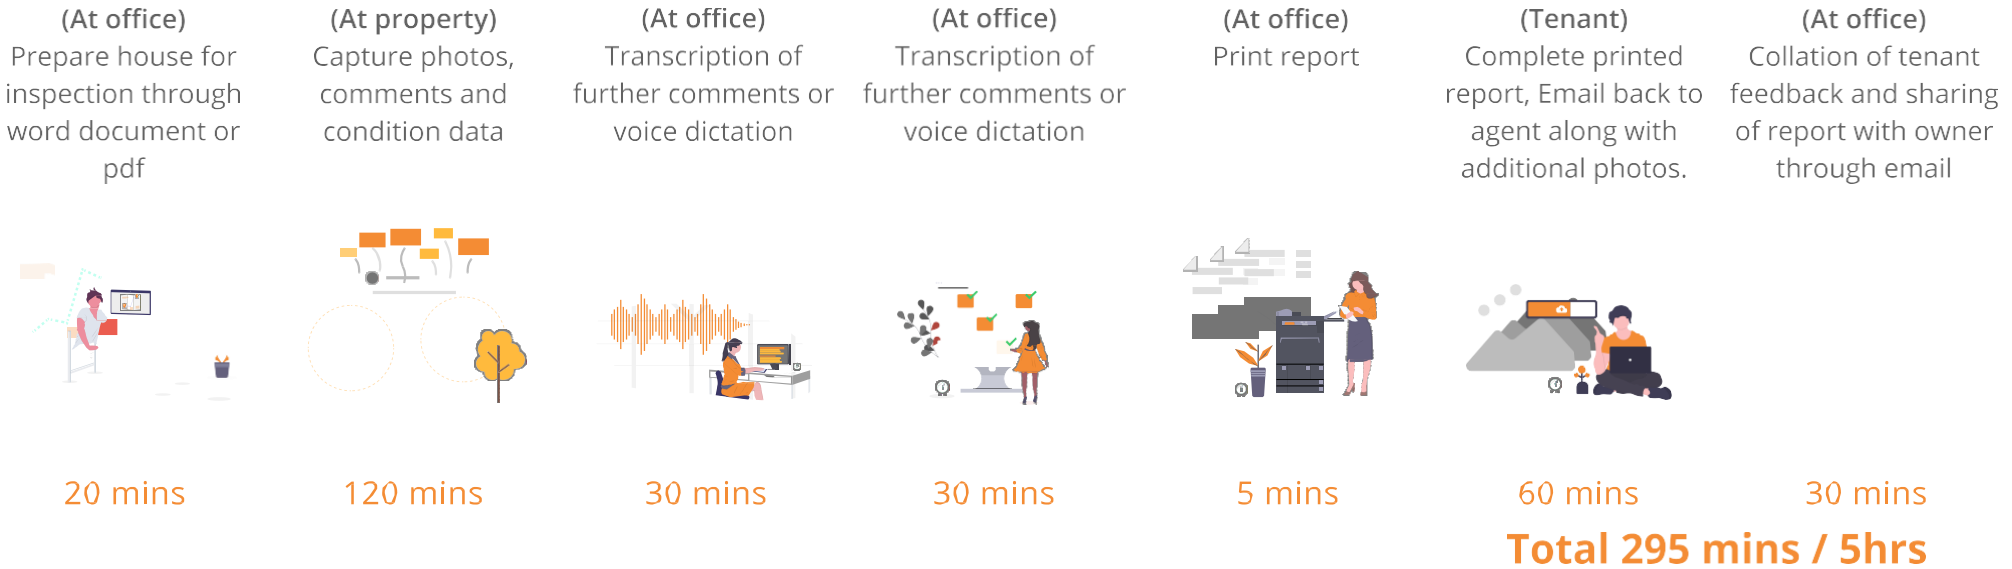 (At office)
Prepare house for
inspection through
word document or
pdf
(At property)
Capture photos,
comments and
condition data
(At office)
Transcription of
further comments or
voice dictation
(At office)
Transcription of
further comments or
voice dictation
(At office)
Print report
(Tenant)
Complete printed
report, Email back to
agent along with
additional photos.
(At office)
Collation of tenant
feedback and sharing
of report with owner
through email
20 mins
120 mins
30 mins
30 mins
5 mins
60 mins
30 mins
Total 295 mins / 5hrs